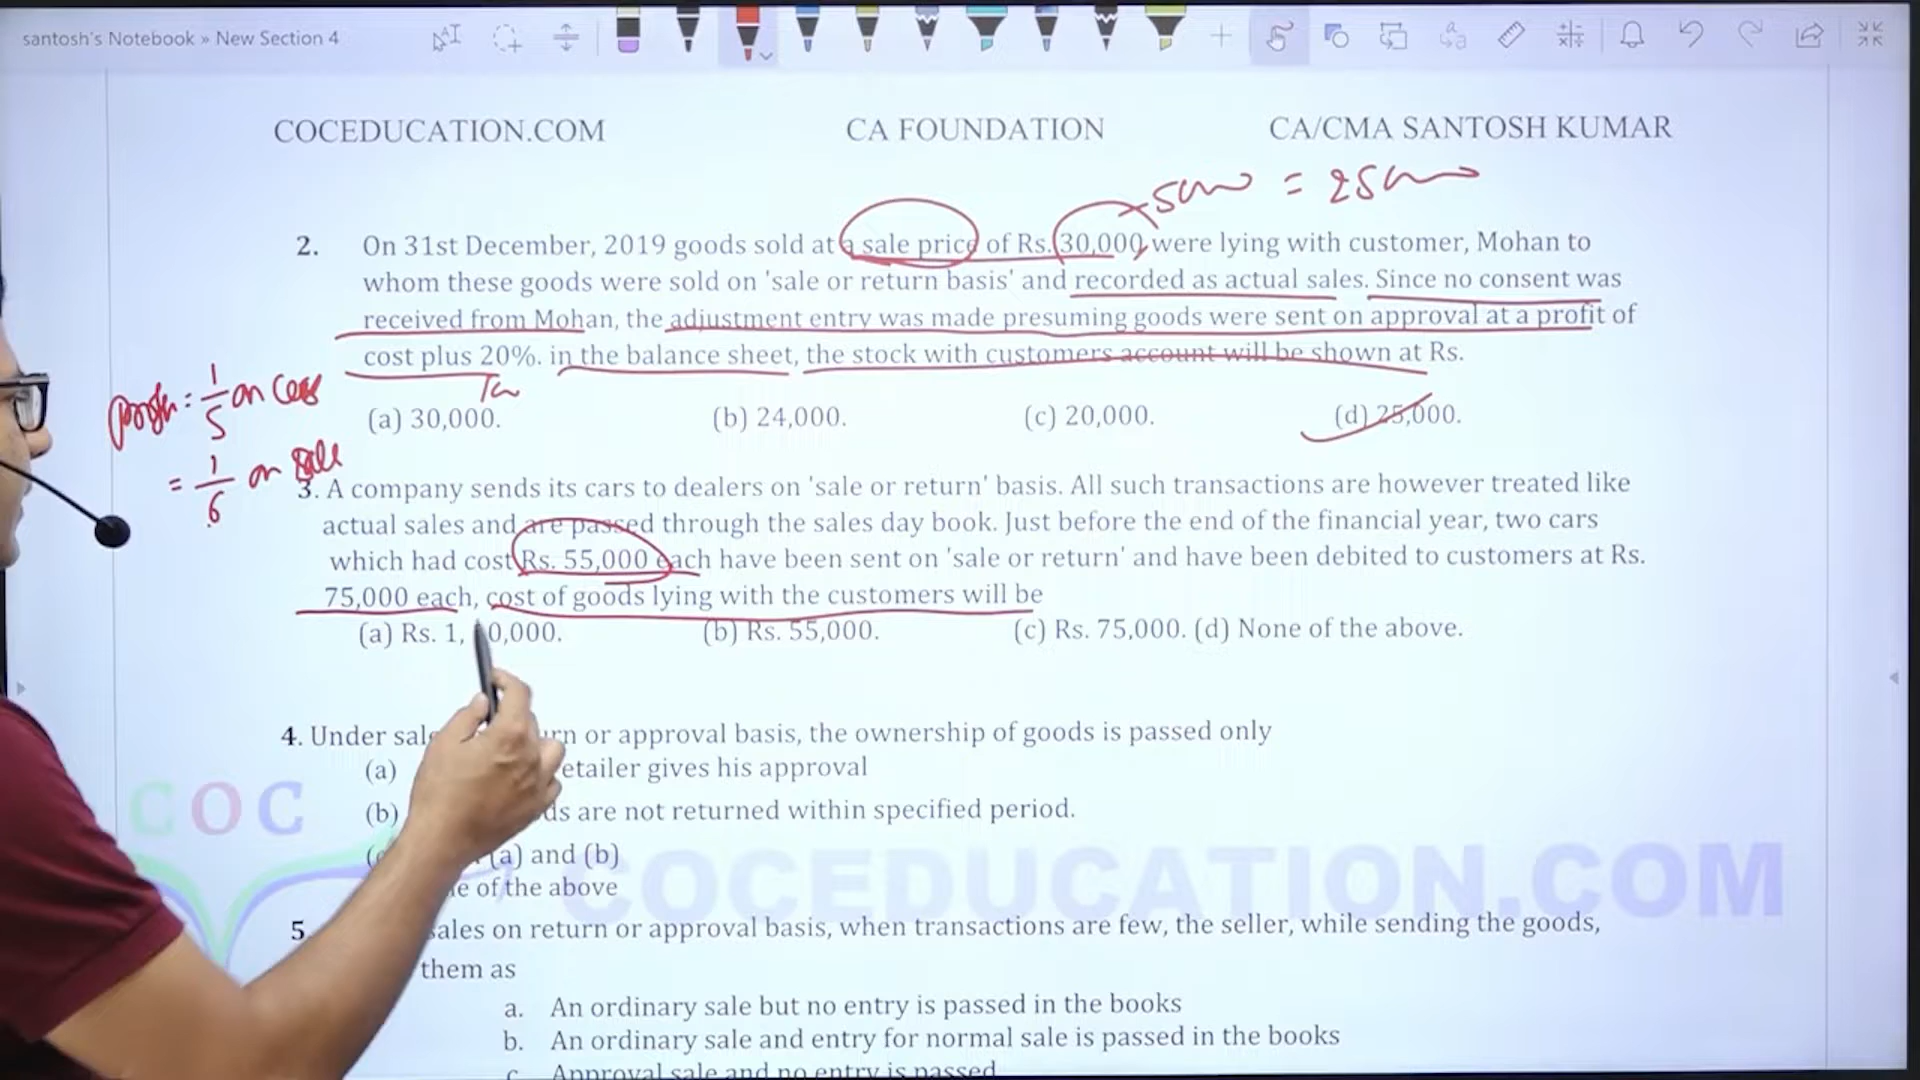 santosh's Notebook » New Section 4
COCEDUCATION.COM CA FOUNDATION CA/CMA SANTOSH KUMAR
2. On 31st December, 2019 goods sold at a sale price of Rs. 30,000, were lying with customer, Mohan to
whom these goods were sold on 'sale or return basis' and recorded as actual sales. Since no consent was
received from Mohan, the adjustment entry was made presuming goods were sent on approval at a profit of
cost plus 20%. in the balance sheet, the stock with customers account will be shown at Rs.
(a) 30,000. (b) 24,000. (c) 20,000. (d) 25,000.
1/5 on
= 1/6 on sale
3. A company sends its cars to dealers on 'sale or return' basis. All such transactions are however treated like
actual sales and are passed through the sales day book. Just before the end of the financial year, two cars
which had cost Rs. 55,000 each have been sent on 'sale or return' and have been debited to customers at Rs.
75,000 each, cost of goods lying with the customers will be
(a) Rs. 1, 0,000. (b) Rs. 55,000. (c) Rs. 75,000. (d) None of the above.
4. Under or approval basis, the ownership of goods is passed only
(a) gives his approval
(b) are not returned within specified period.
(a) and (b)
of the above
5. on return or approval basis, when transactions are few, the seller, while sending the goods,
them as
a. An ordinary sale but no entry is passed in the books
b. An ordinary sale and entry for normal sale is passed in the books
c. Approval sale and no entry is passed
COC
COCEDUCATION.COM